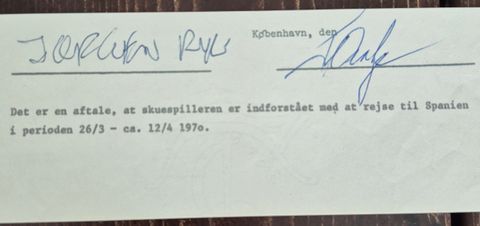 København, den
JØRGEN RYG
Det er en aftale, at skuespilleren er indforstået med at rejse til Spanien
i perioden 26/3 - ca. 12/4 197o.